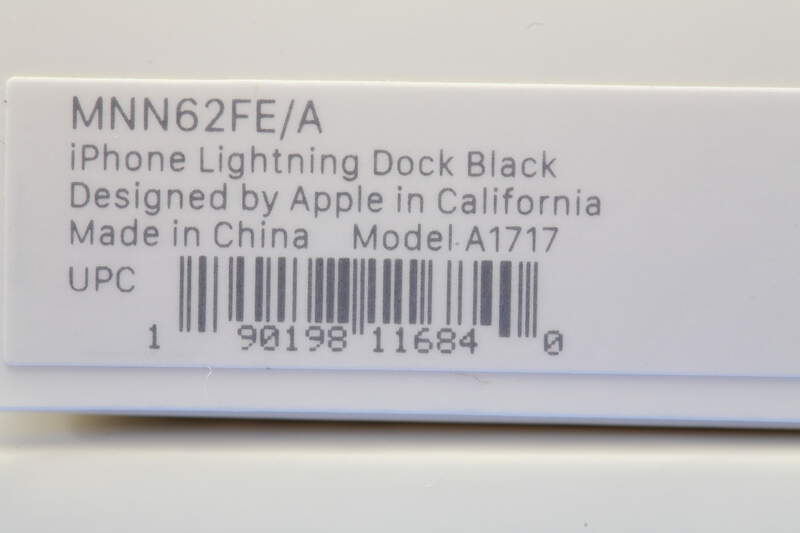 MNN62FE/A
iPhone Lightning Dock Black
Designed by Apple in California
Made in China Model A1717
UPC
1 90198 11684 0